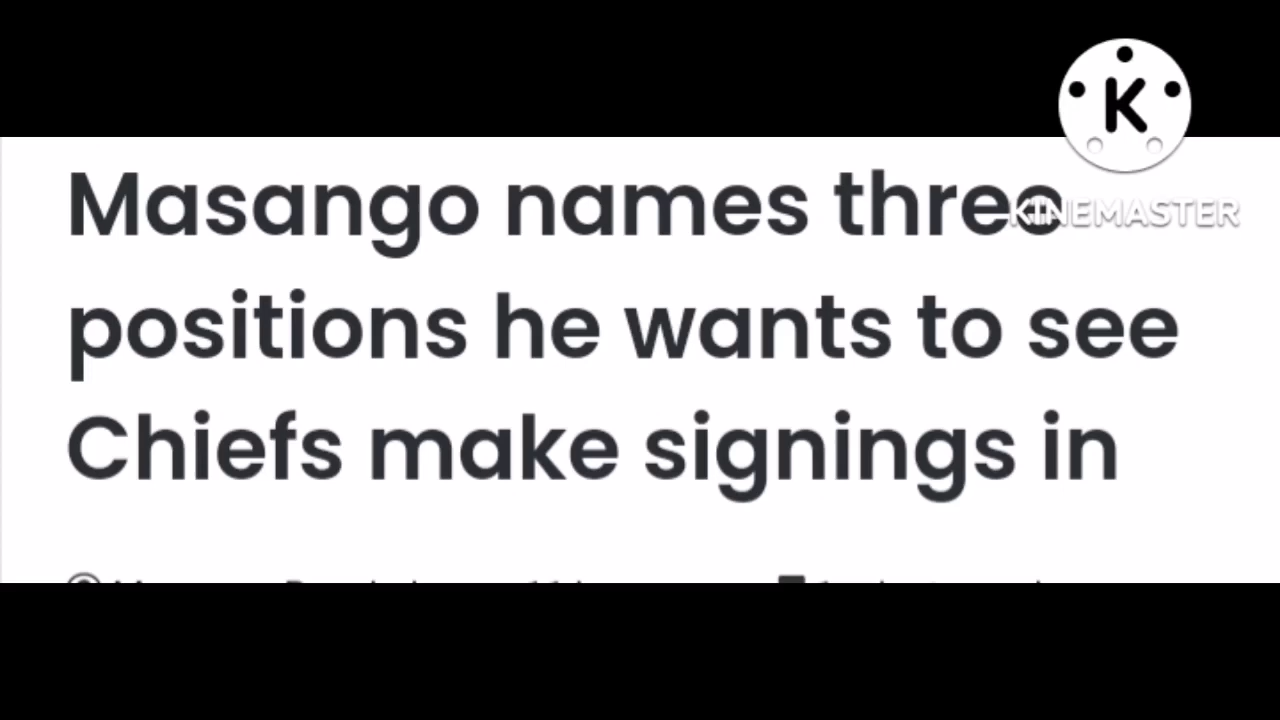 Masango names three
KINEMASTER
positions he wants to see
Chiefs make signings in